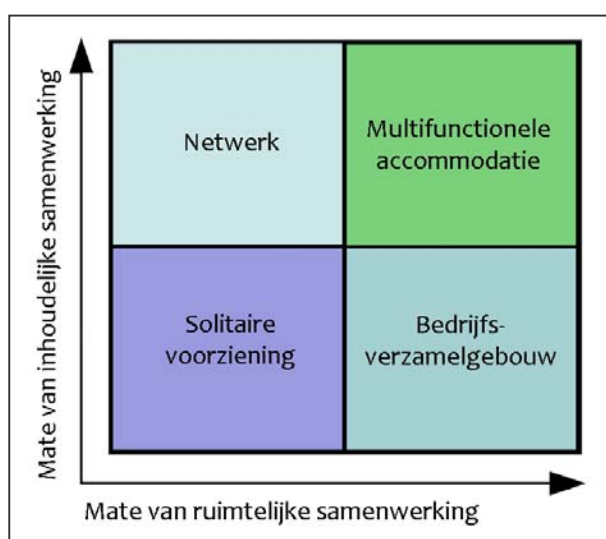 Mate van inhoudelijke samenwerking
Netwerk
Multifunctionele
accommodatie
Solitaire
voorziening
Bedrijfs-
verzamelgebouw
Mate van ruimtelijke samenwerking